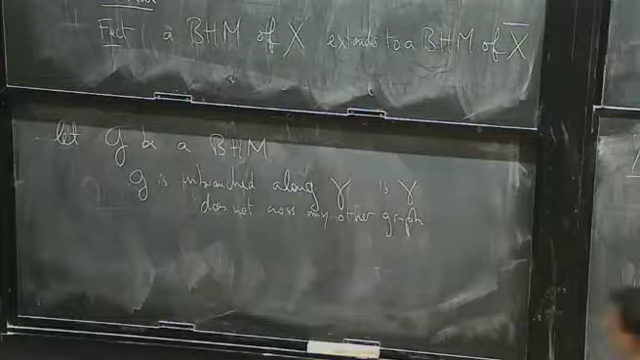 Fact a BHM of X extends to a BHM of X̅
let g be a BHM
g is unbranched along γ is γ
does not cross any other graph